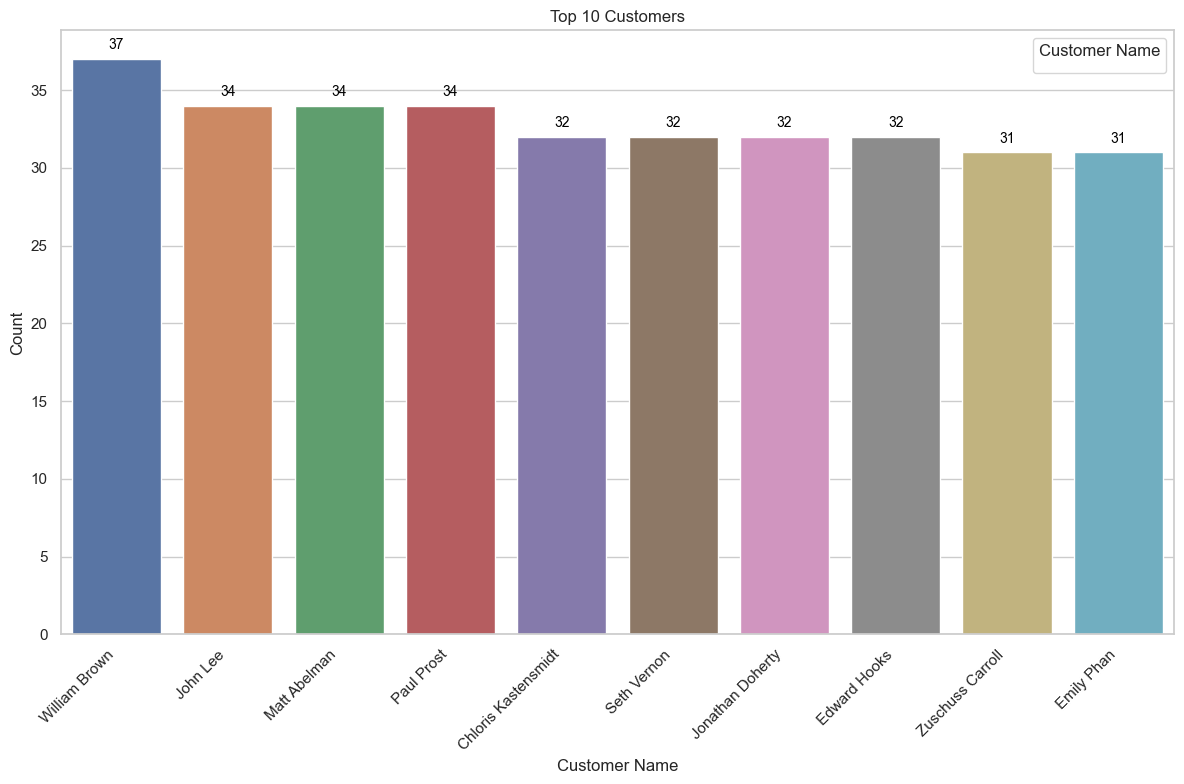 Top 10 Customers
Customer Name
37
34
34
34
32
32
32
32
31
31
35
30
25
20
15
10
5
0
Count
William Brown
John Lee
Matt Abelman
Paul Prost
Chloris Kastensmidt
Seth Vernon
Jonathan Doherty
Edward Hooks
Zuschuss Carroll
Emily Phan
Customer Name